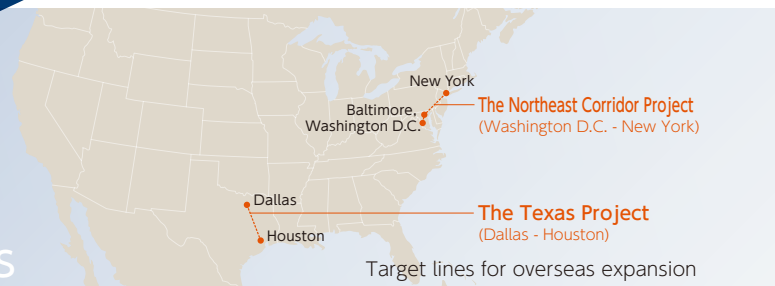 New York
Baltimore,
Washington D.C.
The Northeast Corridor Project
(Washington D.C. - New York)
Dallas
The Texas Project
(Dallas - Houston)
Houston
s
Target lines for overseas expansion